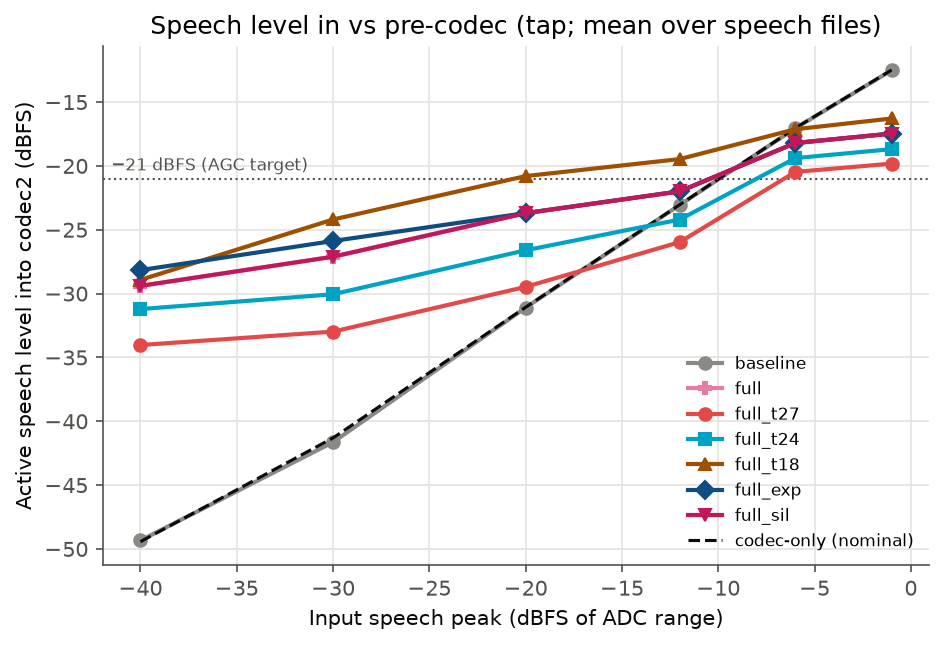 Speech level in vs pre-codec (tap; mean over speech files)
Active speech level into codec2 (dBFS)
−15
−20
−25
−30
−35
−40
−45
−50
−21 dBFS (AGC target)
baseline
full
full_t27
full_t24
full_t18
full_exp
full_sil
codec-only (nominal)
−40 −35 −30 −25 −20 −15 −10 −5 0
Input speech peak (dBFS of ADC range)